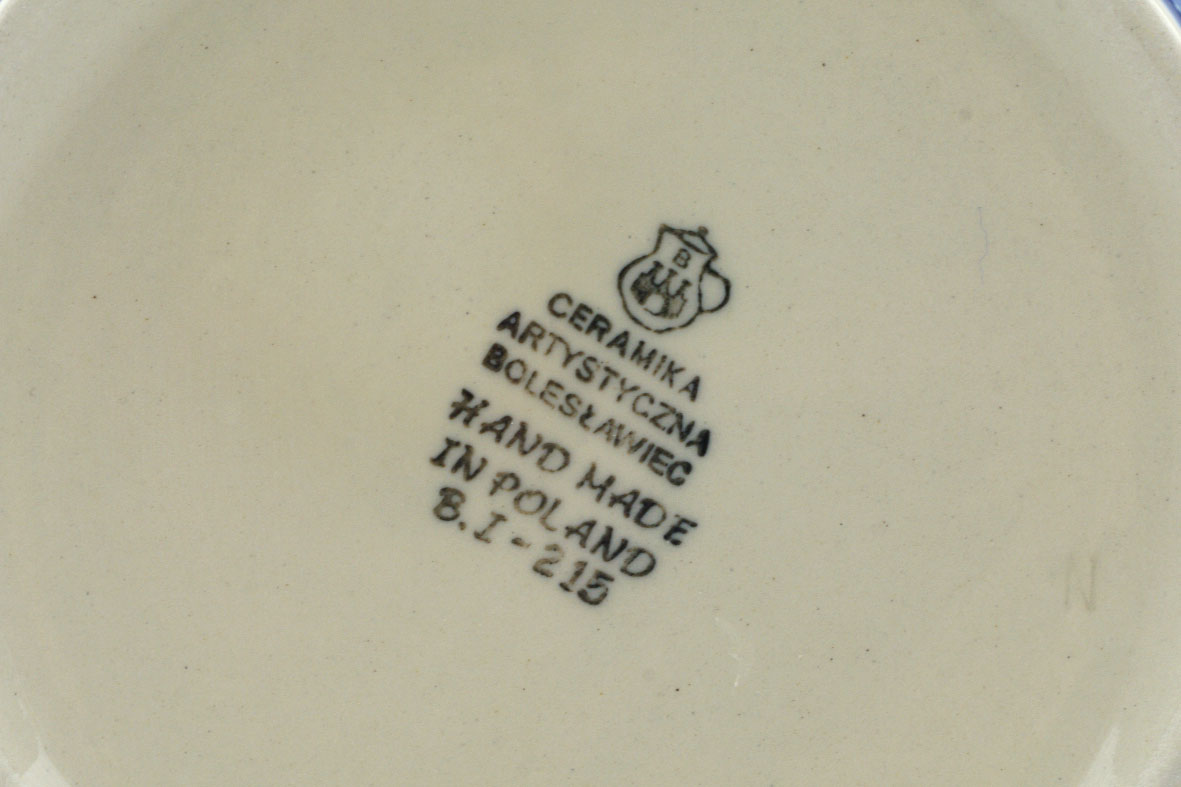 B
CERAMIKA
ARTYSTYCZNA
BOLESŁAWIEC
HAND MADE
IN POLAND
B.I-215
N